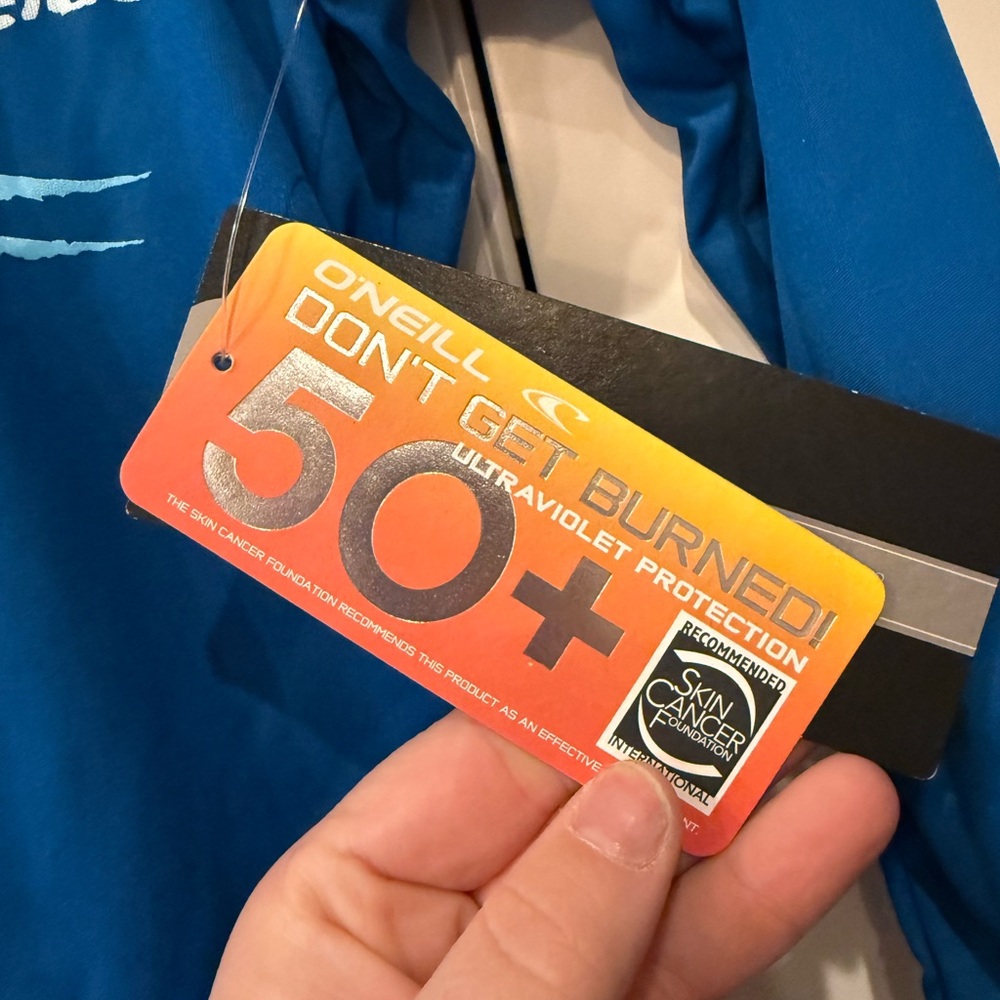 O'NEILL
DON'T GET BURNED!
50+
ULTRAVIOLET PROTECTION
THE SKIN CANCER FOUNDATION RECOMMENDS THIS PRODUCT AS AN EFFECTIVE
NT.
RECOMMENDED
SKIN
CANCER
FOUNDATION
INTERNATIONAL